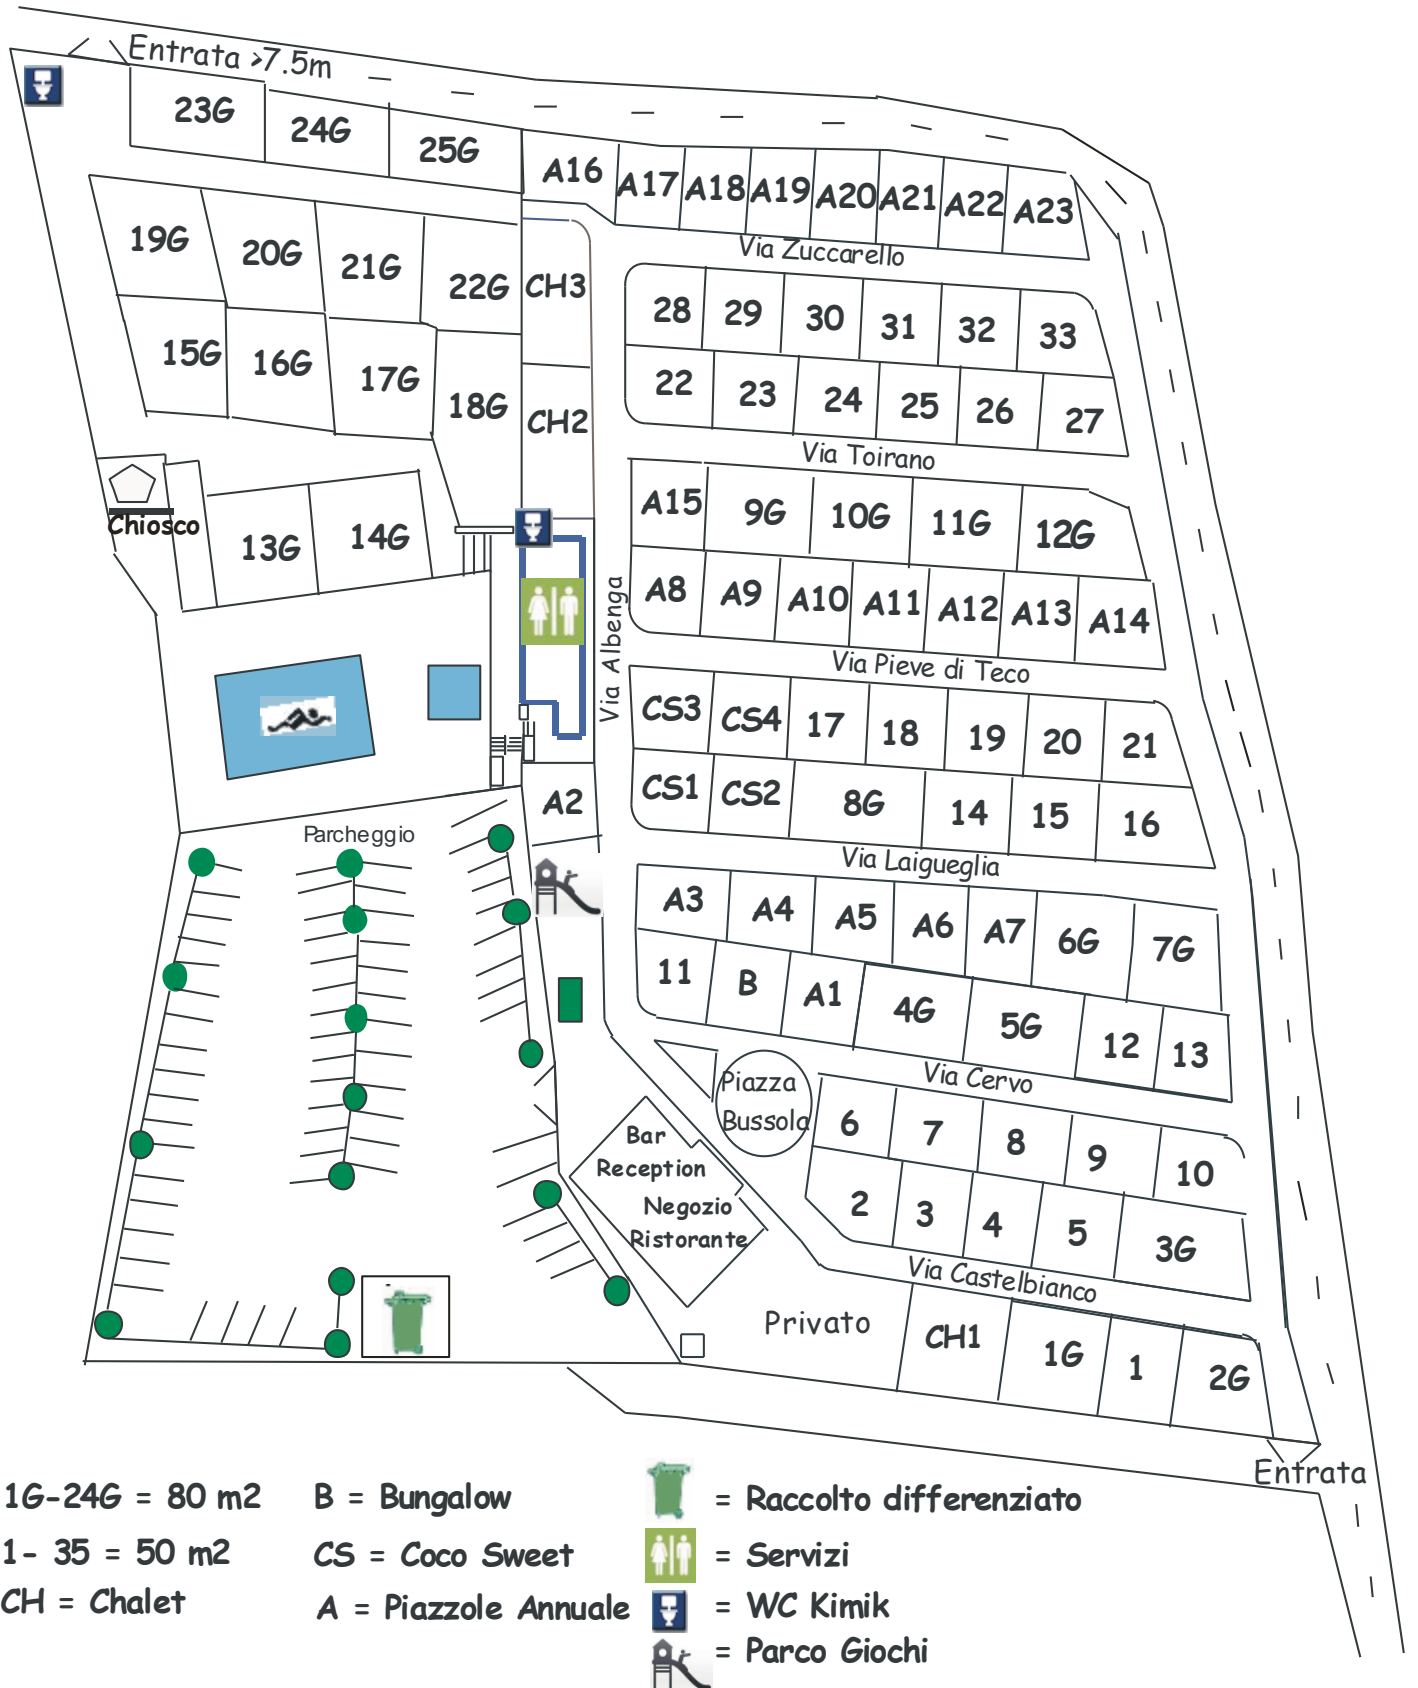 Entrata >7.5m
23G 24G 25G
A16 A17 A18 A19 A20 A21 A22 A23
Via Zuccarello
19G 20G 21G 22G CH3
28 29 30 31 32 33
15G 16G 17G 18G CH2
22 23 24 25 26 27
Via Toirano
Chiosco
13G 14G
A15 9G 10G 11G 12G
A8 A9 A10 A11 A12 A13 A14
Via Albenga
Via Pieve di Teco
CS3 CS4 17 18 19 20 21
CS1 CS2 8G 14 15 16
A2
Parcheggio
Via Laigueglia
A3 A4 A5 A6 A7 6G 7G
11 B A1 4G 5G 12 13
Via Cervo
Piazza
Bussola
6 7 8 9 10
2 3 4 5 3G
Bar
Reception
Negozio
Ristorante
Via Castelbianco
Privato
CH1 1G 1 2G
Entrata
1G-24G = 80 m2
1- 35 = 50 m2
CH = Chalet
B = Bungalow
CS = Coco Sweet
A = Piazzole Annuale
= Raccolto differenziato
= Servizi
= WC Kimik
= Parco Giochi